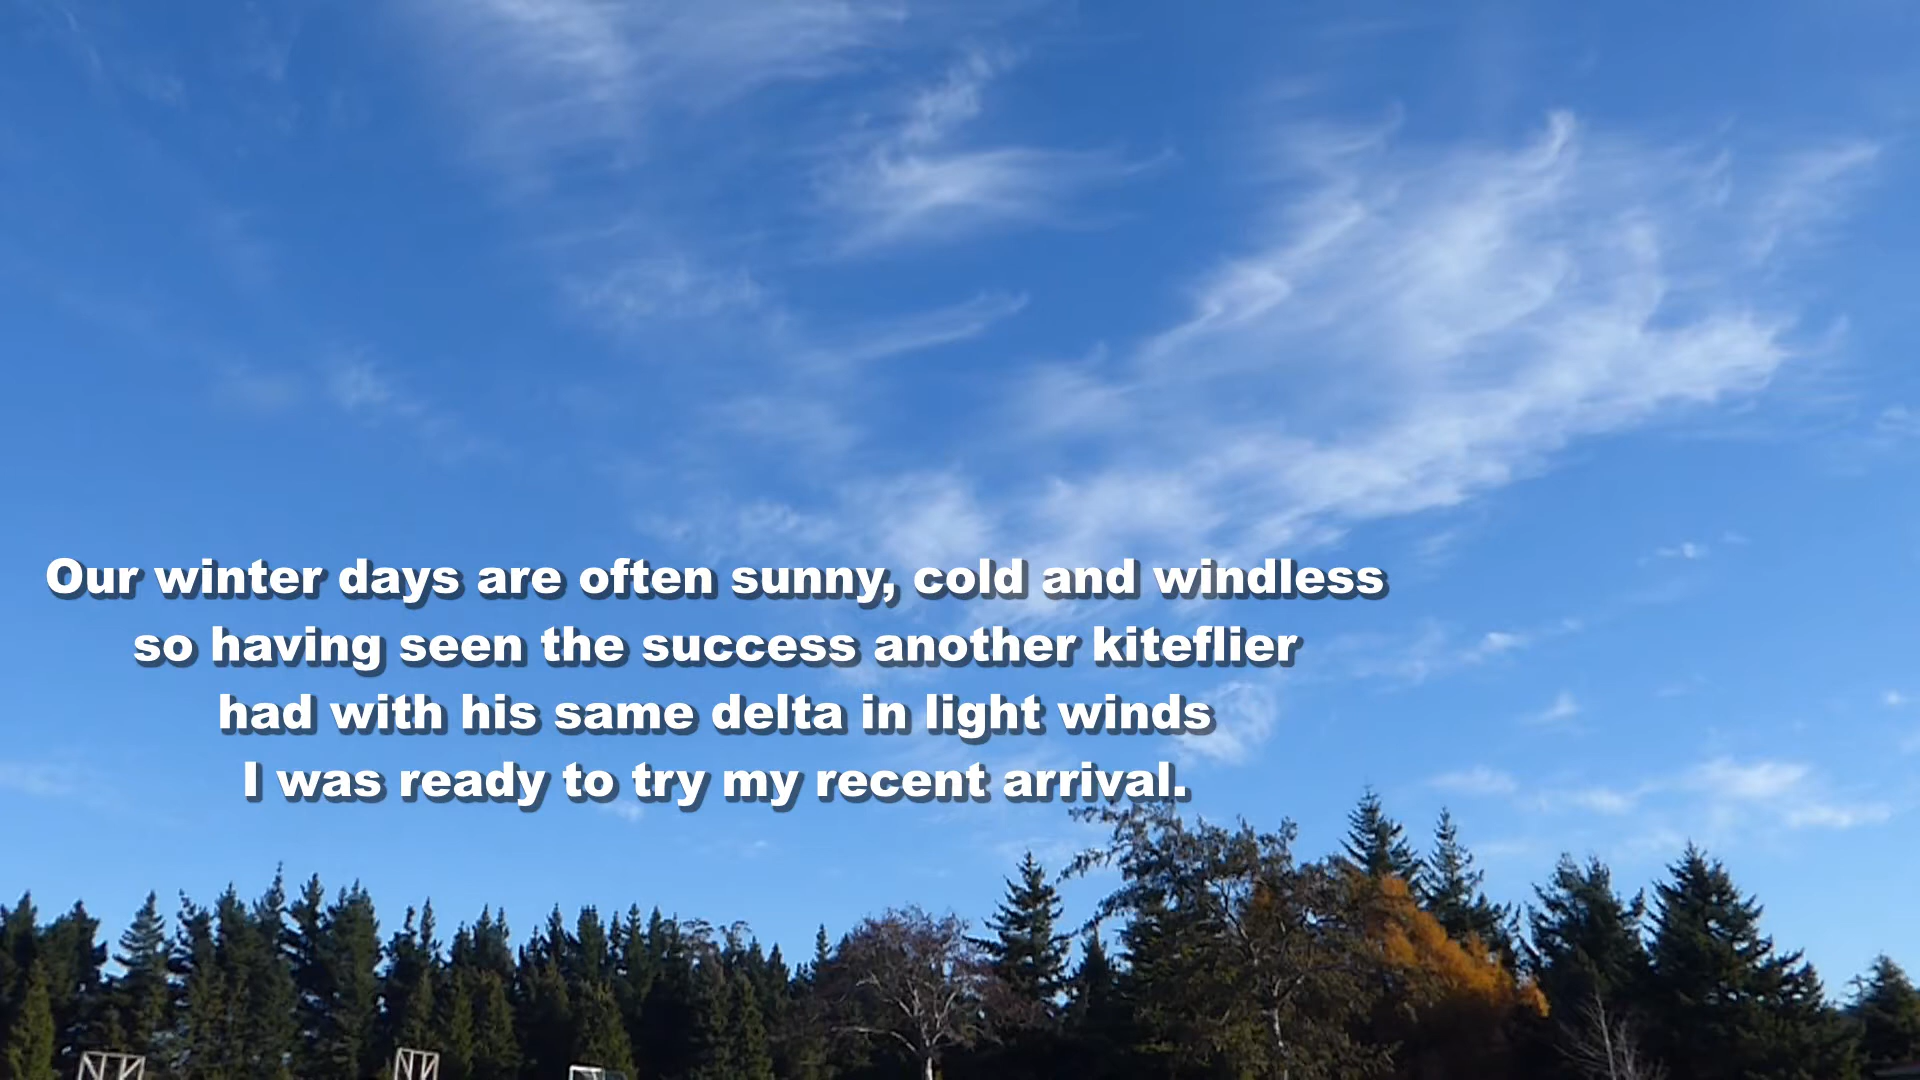 Our winter days are often sunny, cold and windless
so having seen the success another kiteflier
had with his same delta in light winds
I was ready to try my recent arrival.